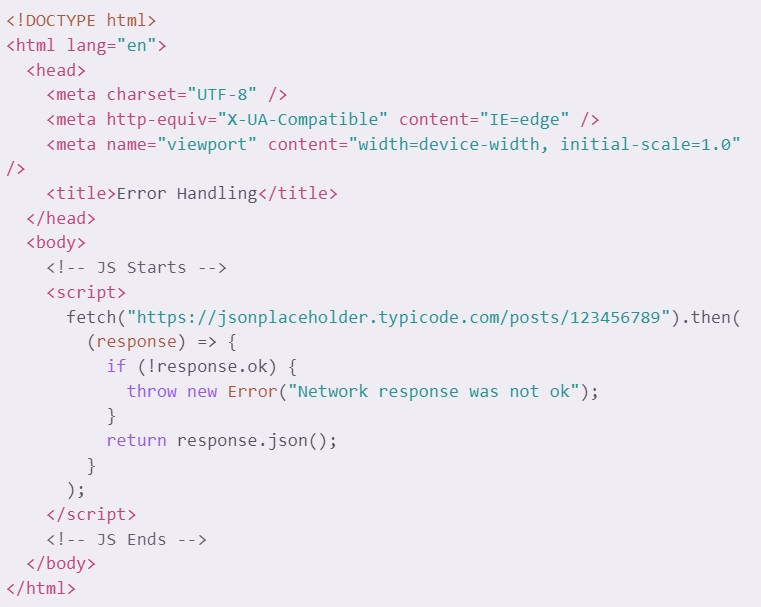 <!DOCTYPE html>
<html lang="en">
  <head>
    <meta charset="UTF-8" />
    <meta http-equiv="X-UA-Compatible" content="IE=edge" />
    <meta name="viewport" content="width=device-width, initial-scale=1.0"
/>
    <title>Error Handling</title>
  </head>
  <body>
    <!-- JS Starts -->
    <script>
      fetch("https://jsonplaceholder.typicode.com/posts/123456789").then(
        (response) => {
          if (!response.ok) {
            throw new Error("Network response was not ok");
          }
          return response.json();
        }
      );
    </script>
    <!-- JS Ends -->
  </body>
</html>